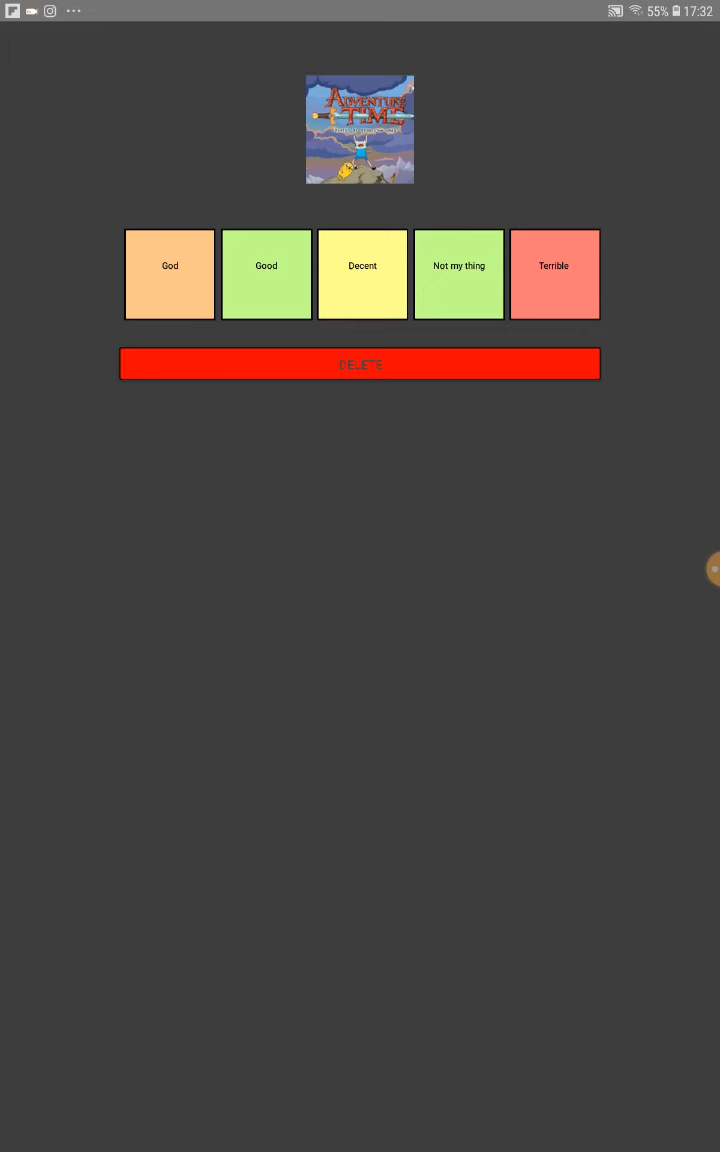 55% 17:32
ADVENTURE
TIME
God
Good
Decent
Not my thing
Terrible
DELETE